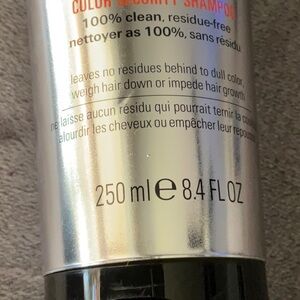 COLOR SECURITY SHAMPOO
100% clean, residue-free
nettoyer as 100%, sans résidu
leaves no residues behind to dull color,
weigh hair down or impede hair growth
ne laisse aucun résidu qui pourrait ternir la
alourdir les cheveux ou empêcher leur
250 ml ℮ 8.4 FL OZ